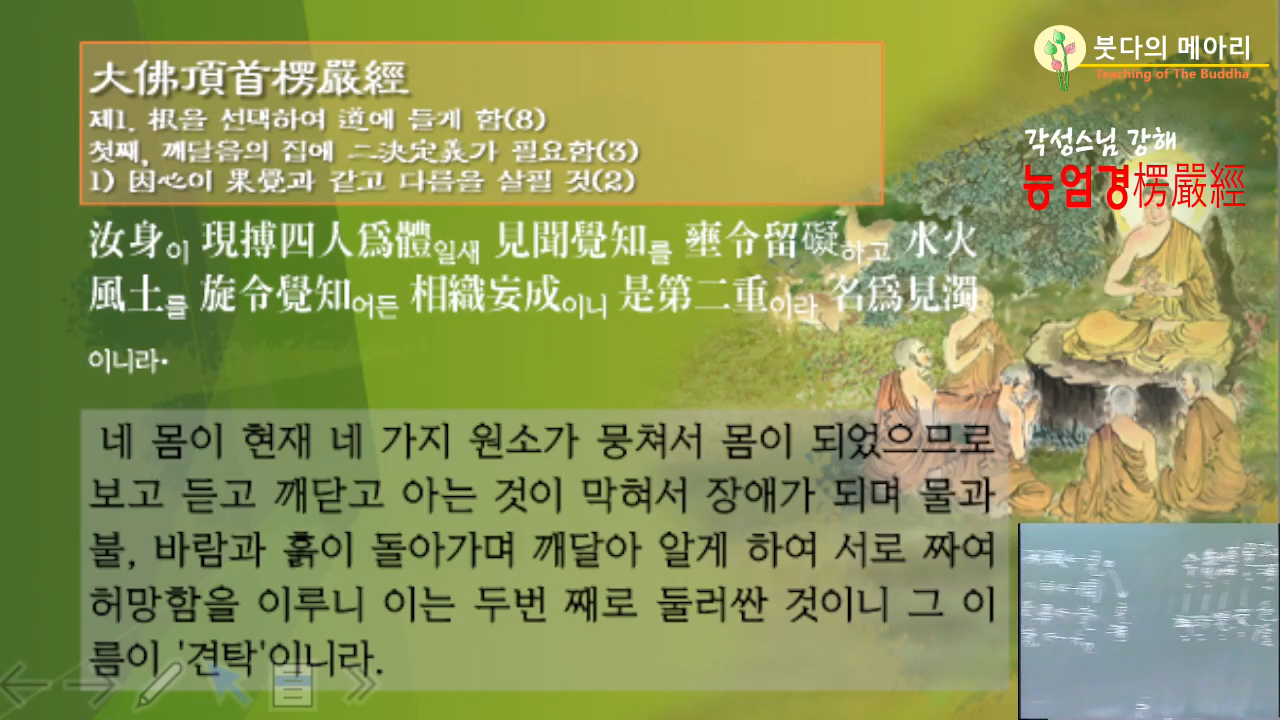 大佛頂首楞嚴經
제1. 根을 선택하여 道에 들게 함(8)
첫째, 깨달음의 집에 二決定義가 필요함(3)
1) 因心이 果覺과 같고 다름을 살필 것(2)
汝身이 現搏四人爲體일새 見聞覺知를 壅令留礙하고 水火
風土를 旋令覺知어든 相織妄成이니 是第二重이라 名爲見濁
이니라.
네 몸이 현재 네 가지 원소가 뭉쳐서 몸이 되었으므로
보고 듣고 깨닫고 아는 것이 막혀서 장애가 되며 물과
불, 바람과 흙이 돌아가며 깨달아 알게 하여 서로 짜여
허망함을 이루니 이는 두번 째로 둘러싼 것이니 그 이
름이 '견탁'이니라.
붓다의 메아리
Teaching of The Buddha
각성스님 강해
능엄경楞嚴經